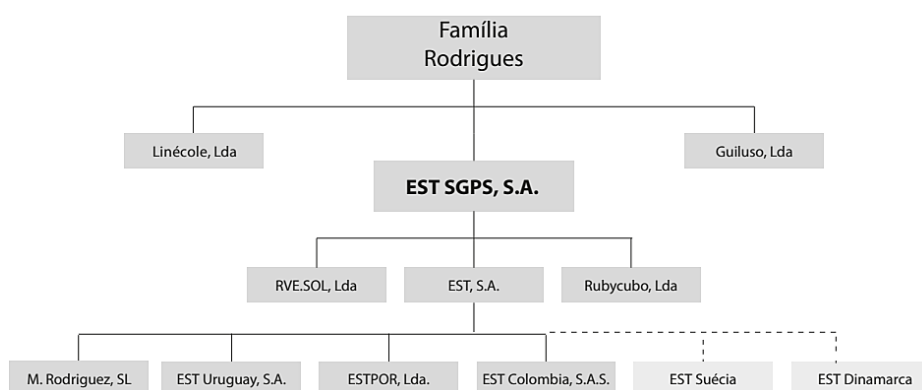 Família
Rodrigues
Linécole, Lda
Guiluso, Lda
EST SGPS, S.A.
RVE.SOL, Lda
EST, S.A.
Rubycubo, Lda
M. Rodriguez, SL
EST Uruguay, S.A.
ESTPOR, Lda.
EST Colombia, S.A.S.
EST Suécia
EST Dinamarca